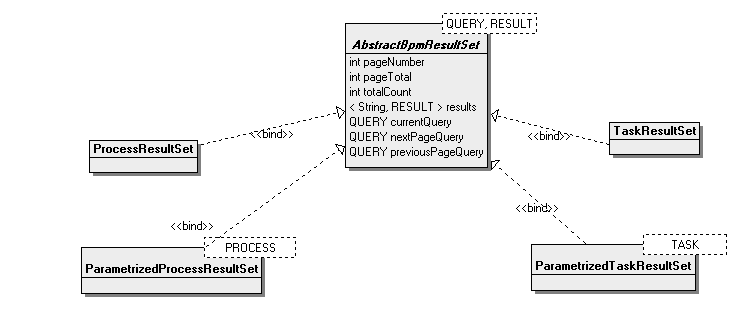 QUERY, RESULT
AbstractBpmResultSet
int pageNumber
int pageTotal
int totalCount
< String, RESULT > results
QUERY currentQuery
QUERY nextPageQuery
QUERY previousPageQuery
<<bind>>
<<bind>>
ProcessResultSet
TaskResultSet
<<bind>>
<<bind>>
PROCESS
ParametrizedProcessResultSet
TASK
ParametrizedTaskResultSet